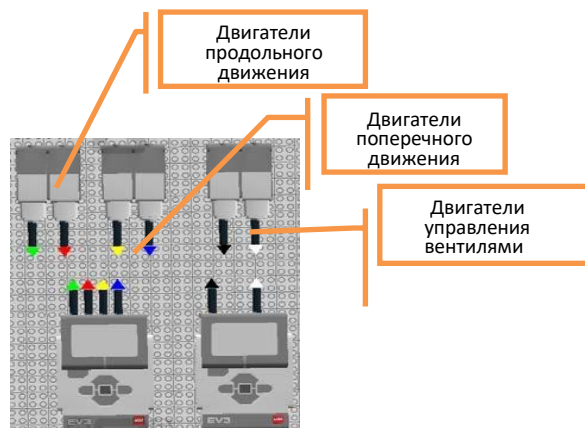 Двигатели
продольного
движения
Двигатели
поперечного
движения
Двигатели
управления
вентилями
EV3
EV3